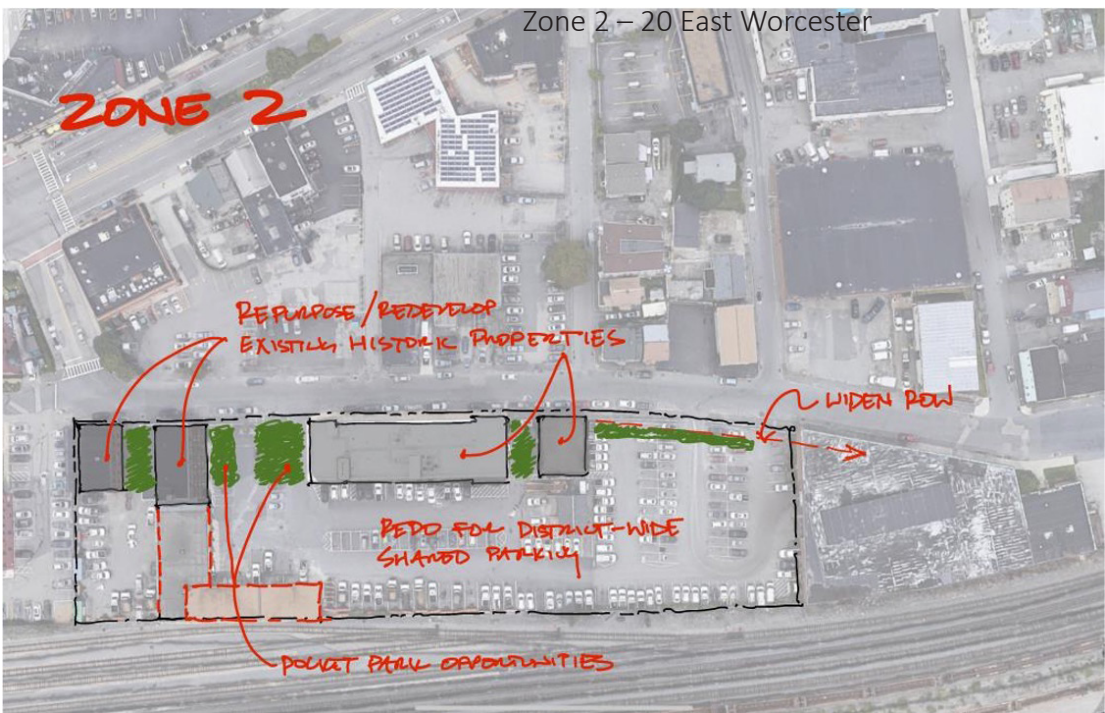 Zone 2 – 20 East Worcester
ZONE 2
REPURPOSE/REDEVELOP
EXISTING HISTORIC PROPERTIES
WIDEN ROW
REDO FOR DISTRICT-WIDE
SHARED PARKING
POCKET PARK OPPORTUNITIES